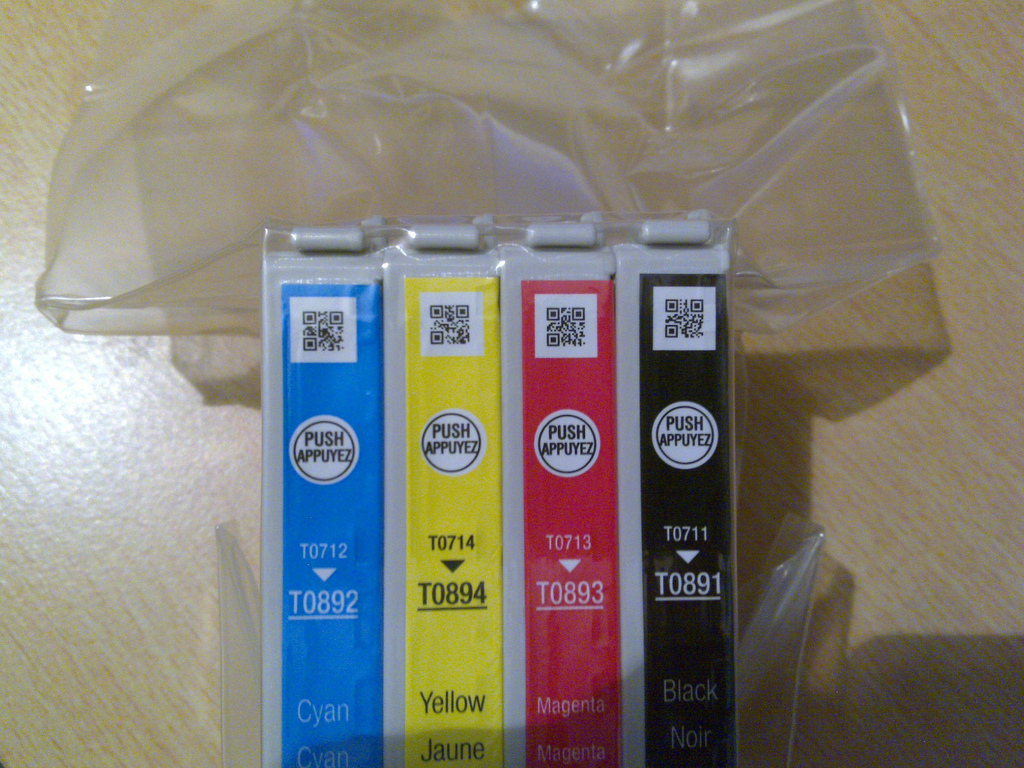 PUSH
APPUYEZ
T0712
T0892
Cyan
Cyan
PUSH
APPUYEZ
T0714
T0894
Yellow
Jaune
PUSH
APPUYEZ
T0713
T0893
Magenta
Magenta
PUSH
APPUYEZ
T0711
T0891
Black
Noir